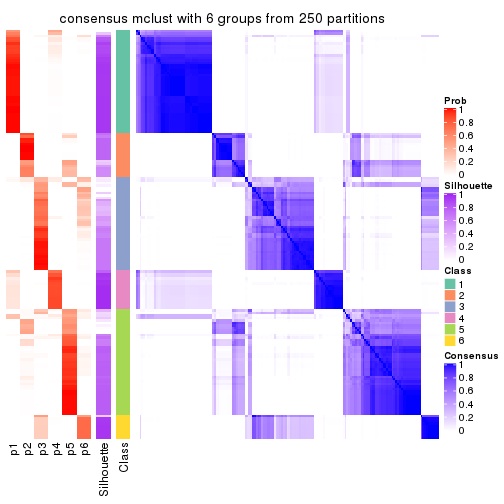 consensus mclust with 6 groups from 250 partitions
Prob
1
0.8
0.6
0.4
0.2
0
Silhouette
1
0.8
0.6
0.4
0.2
0
Class
1
2
3
4
5
6
Consensus
1
0.8
0.6
0.4
0.2
0
p1
p2
p3
p4
p5
p6
Silhouette
Class